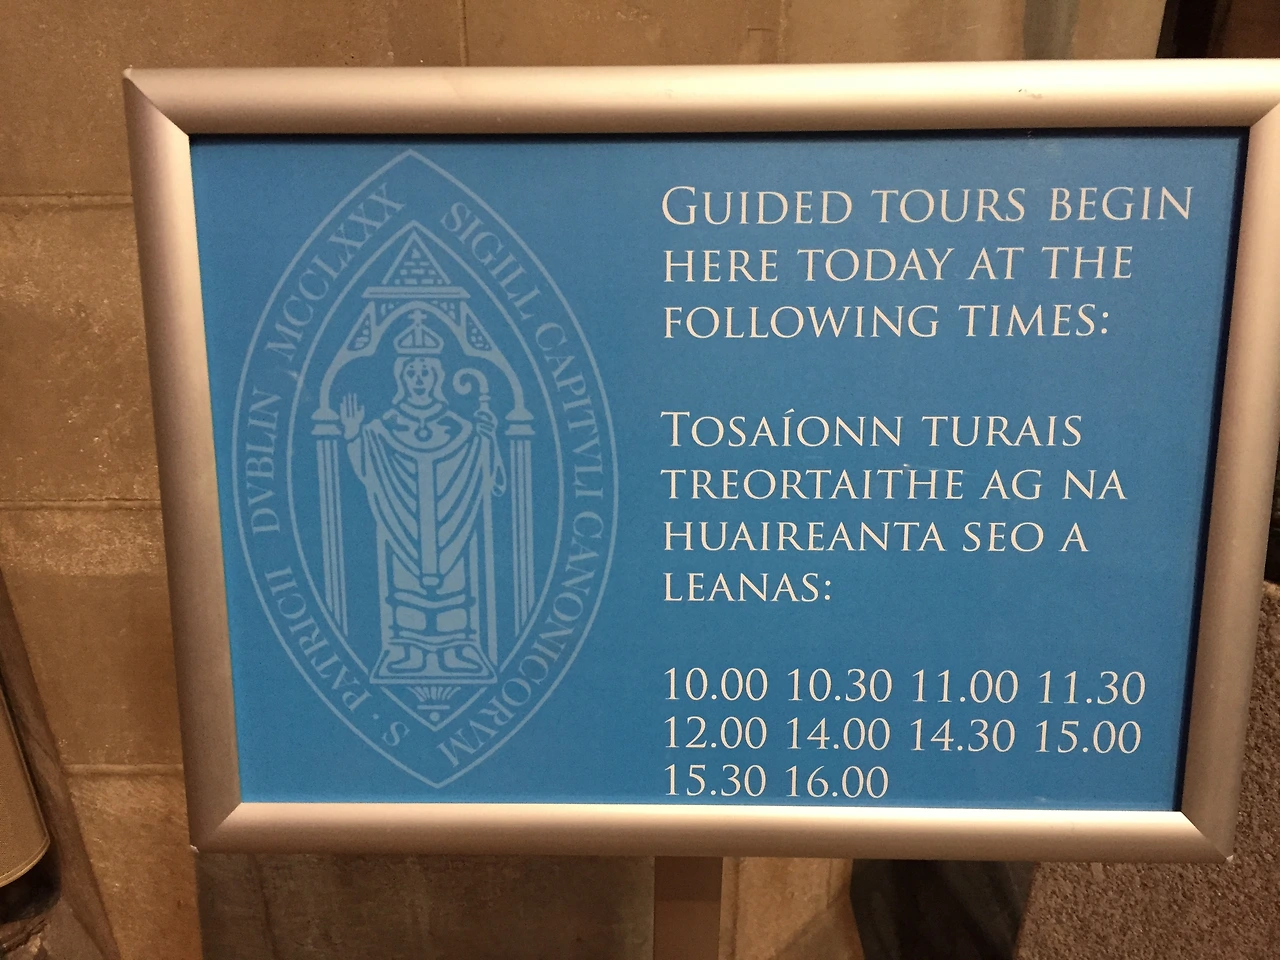 SIGILL CAPITVLI CANONICORVM
S · PATRICII DVBLIN MCCLXXX
GUIDED TOURS BEGIN
HERE TODAY AT THE
FOLLOWING TIMES:
TOSAÍONN TURAIS
TREORTAITHE AG NA
HUAIREANTA SEO A
LEANAS:
10.00 10.30 11.00 11.30
12.00 14.00 14.30 15.00
15.30 16.00